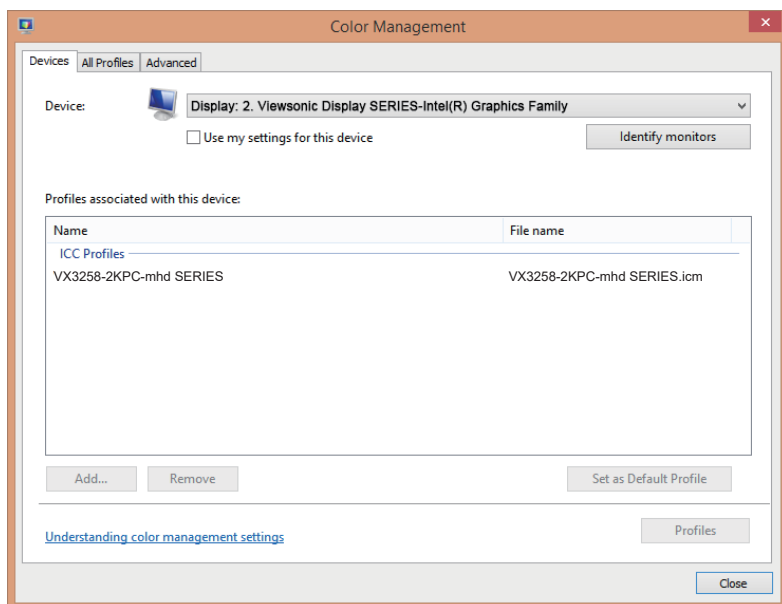 Color Management
Devices All Profiles Advanced
Device: Display: 2. Viewsonic Display SERIES-Intel(R) Graphics Family
Use my settings for this device Identify monitors
Profiles associated with this device:
Name File name
ICC Profiles
VX3258-2KPC-mhd SERIES VX3258-2KPC-mhd SERIES.icm
Add... Remove Set as Default Profile
Understanding color management settings Profiles
Close